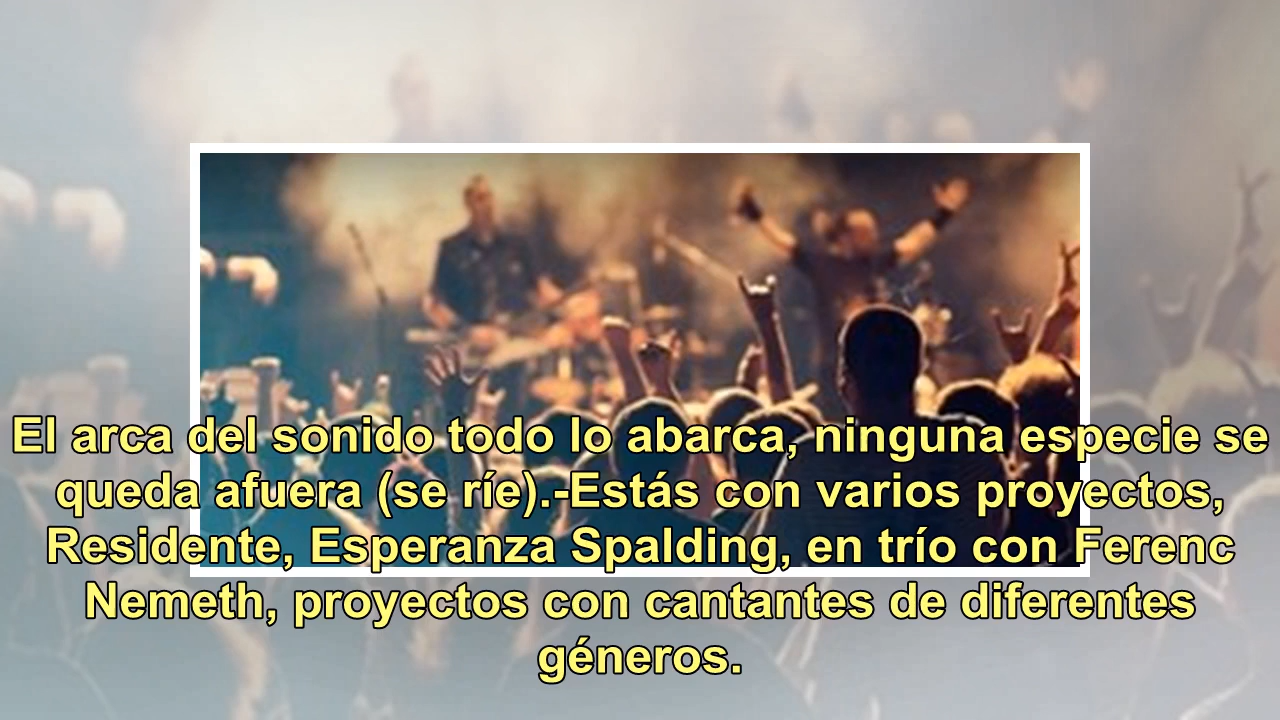 El arca del sonido todo lo abarca, ninguna especie se
queda afuera (se ríe).-Estás con varios proyectos,
Residente, Esperanza Spalding, en trío con Ferenc
Nemeth, proyectos con cantantes de diferentes
géneros.